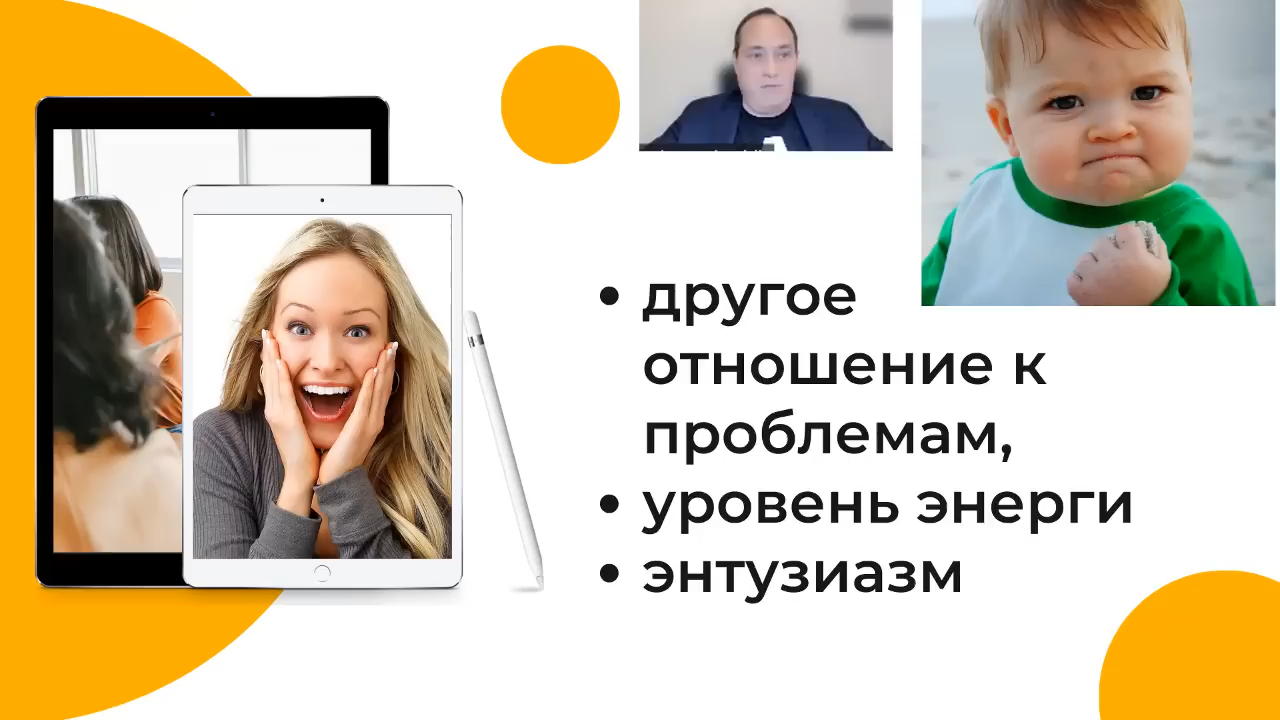 • другое
отношение к
проблемам,
• уровень энерги
• энтузиазм